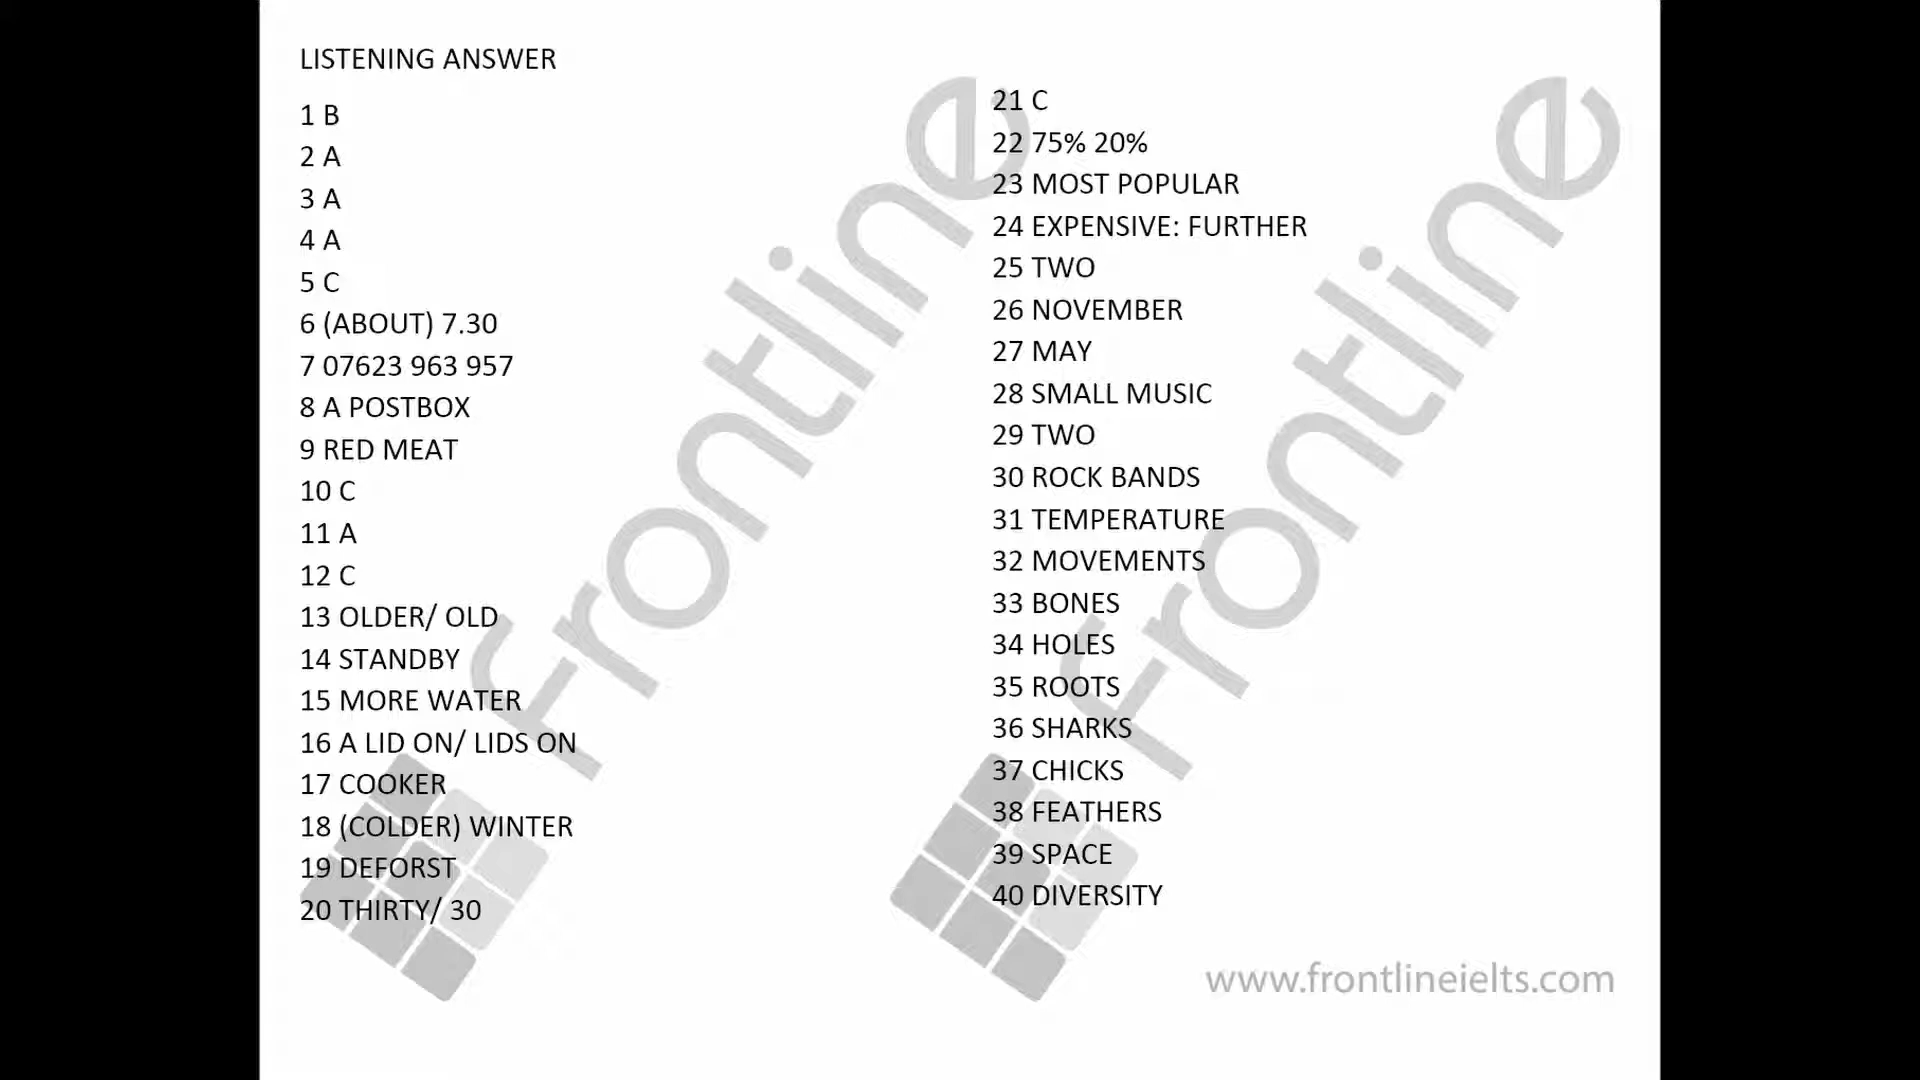 LISTENING ANSWER
1 B
2 A
3 A
4 A
5 C
6 (ABOUT) 7.30
7 07623 963 957
8 A POSTBOX
9 RED MEAT
10 C
11 A
12 C
13 OLDER/ OLD
14 STANDBY
15 MORE WATER
16 A LID ON/ LIDS ON
17 COOKER
18 (COLDER) WINTER
19 DEFORST
20 THIRTY/ 30
21 C
22 75% 20%
23 MOST POPULAR
24 EXPENSIVE: FURTHER
25 TWO
26 NOVEMBER
27 MAY
28 SMALL MUSIC
29 TWO
30 ROCK BANDS
31 TEMPERATURE
32 MOVEMENTS
33 BONES
34 HOLES
35 ROOTS
36 SHARKS
37 CHICKS
38 FEATHERS
39 SPACE
40 DIVERSITY
frontline
frontline
www.frontlineielts.com